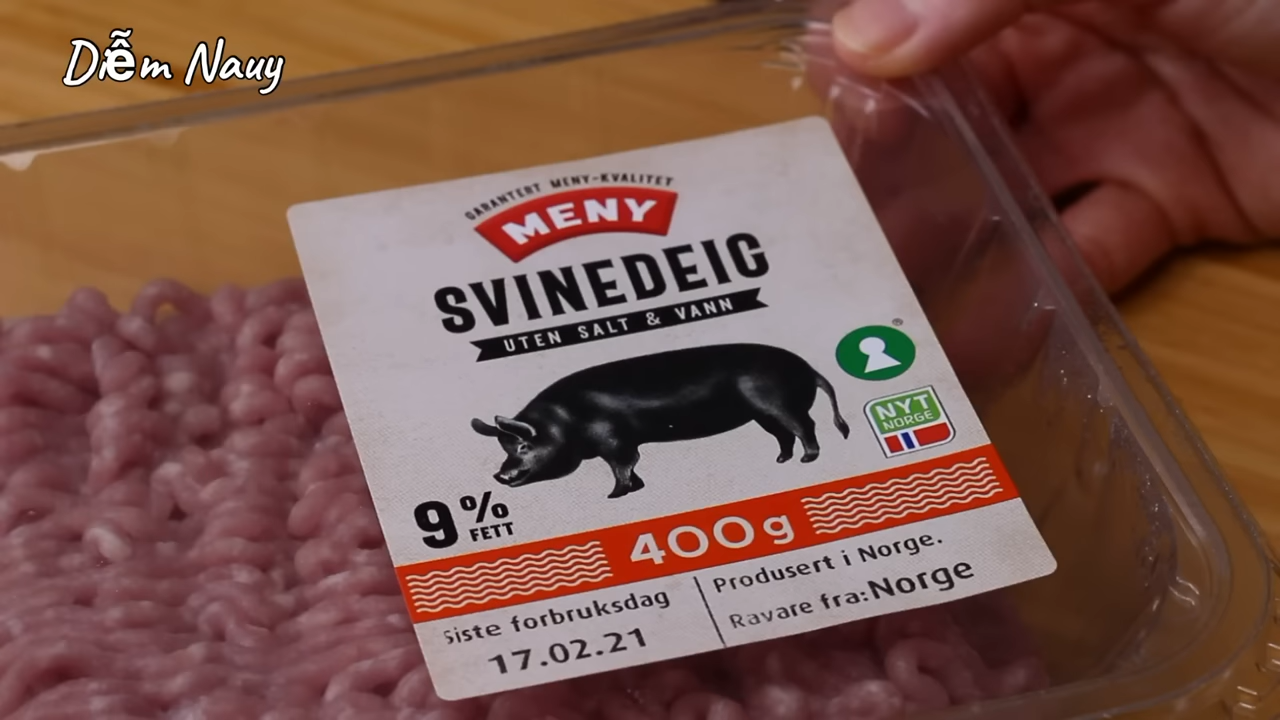 Diễm Nauy
GARANTERT MENY-KVALITET
MENY
SVINEDEIG
UTEN SALT & VANN
NYT
NORGE
9%
FETT
400g
Siste forbruksdag
17.02.21
Produsert i Norge.
Råvare fra: Norge